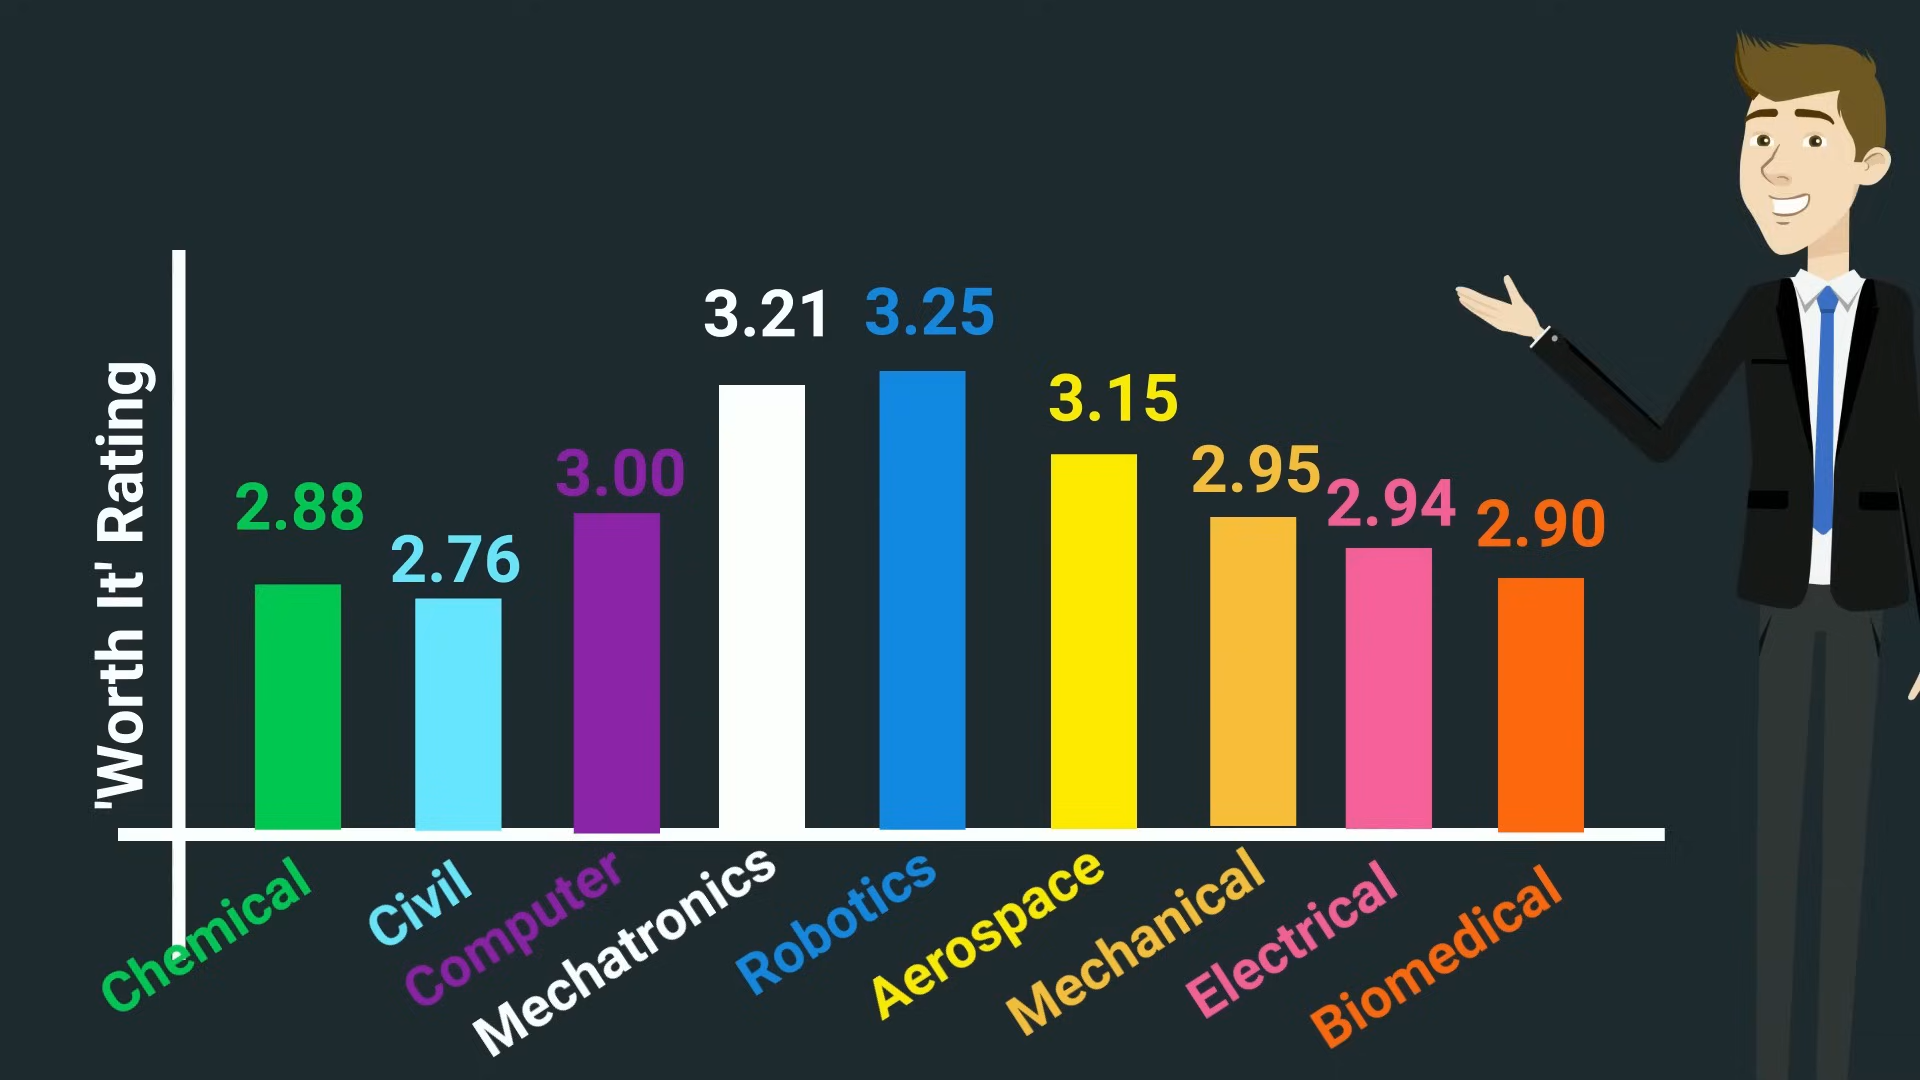 'Worth It' Rating
2.88
2.76
3.00
3.21
3.25
3.15
2.95
2.94
2.90
Chemical
Civil
Computer
Mechatronics
Robotics
Aerospace
Mechanical
Electrical
Biomedical